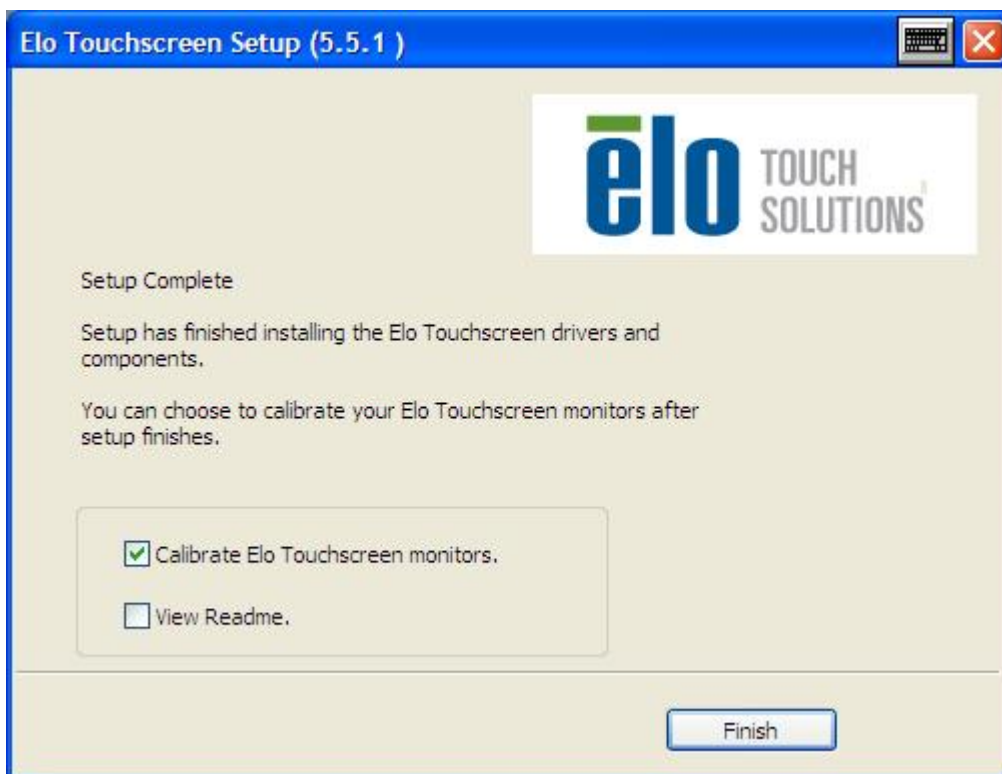 Elo Touchscreen Setup (5.5.1 )
ēlo TOUCH
SOLUTIONS
Setup Complete
Setup has finished installing the Elo Touchscreen drivers and
components.
You can choose to calibrate your Elo Touchscreen monitors after
setup finishes.
Calibrate Elo Touchscreen monitors.
View Readme.
Finish